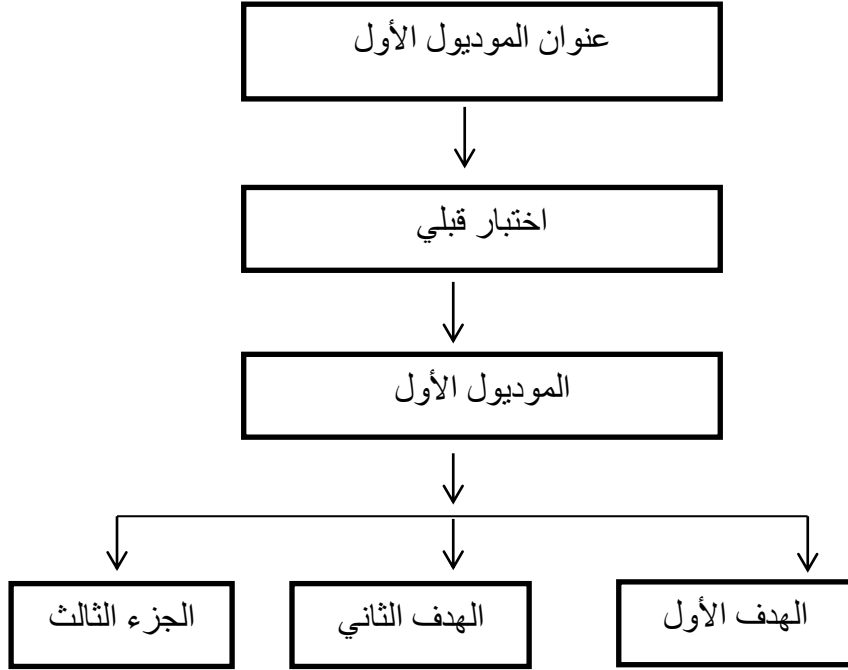 عنوان الموديول الأول
اختبار قبلي
الموديول الأول
الهدف الأول
الهدف الثاني
الجزء الثالث